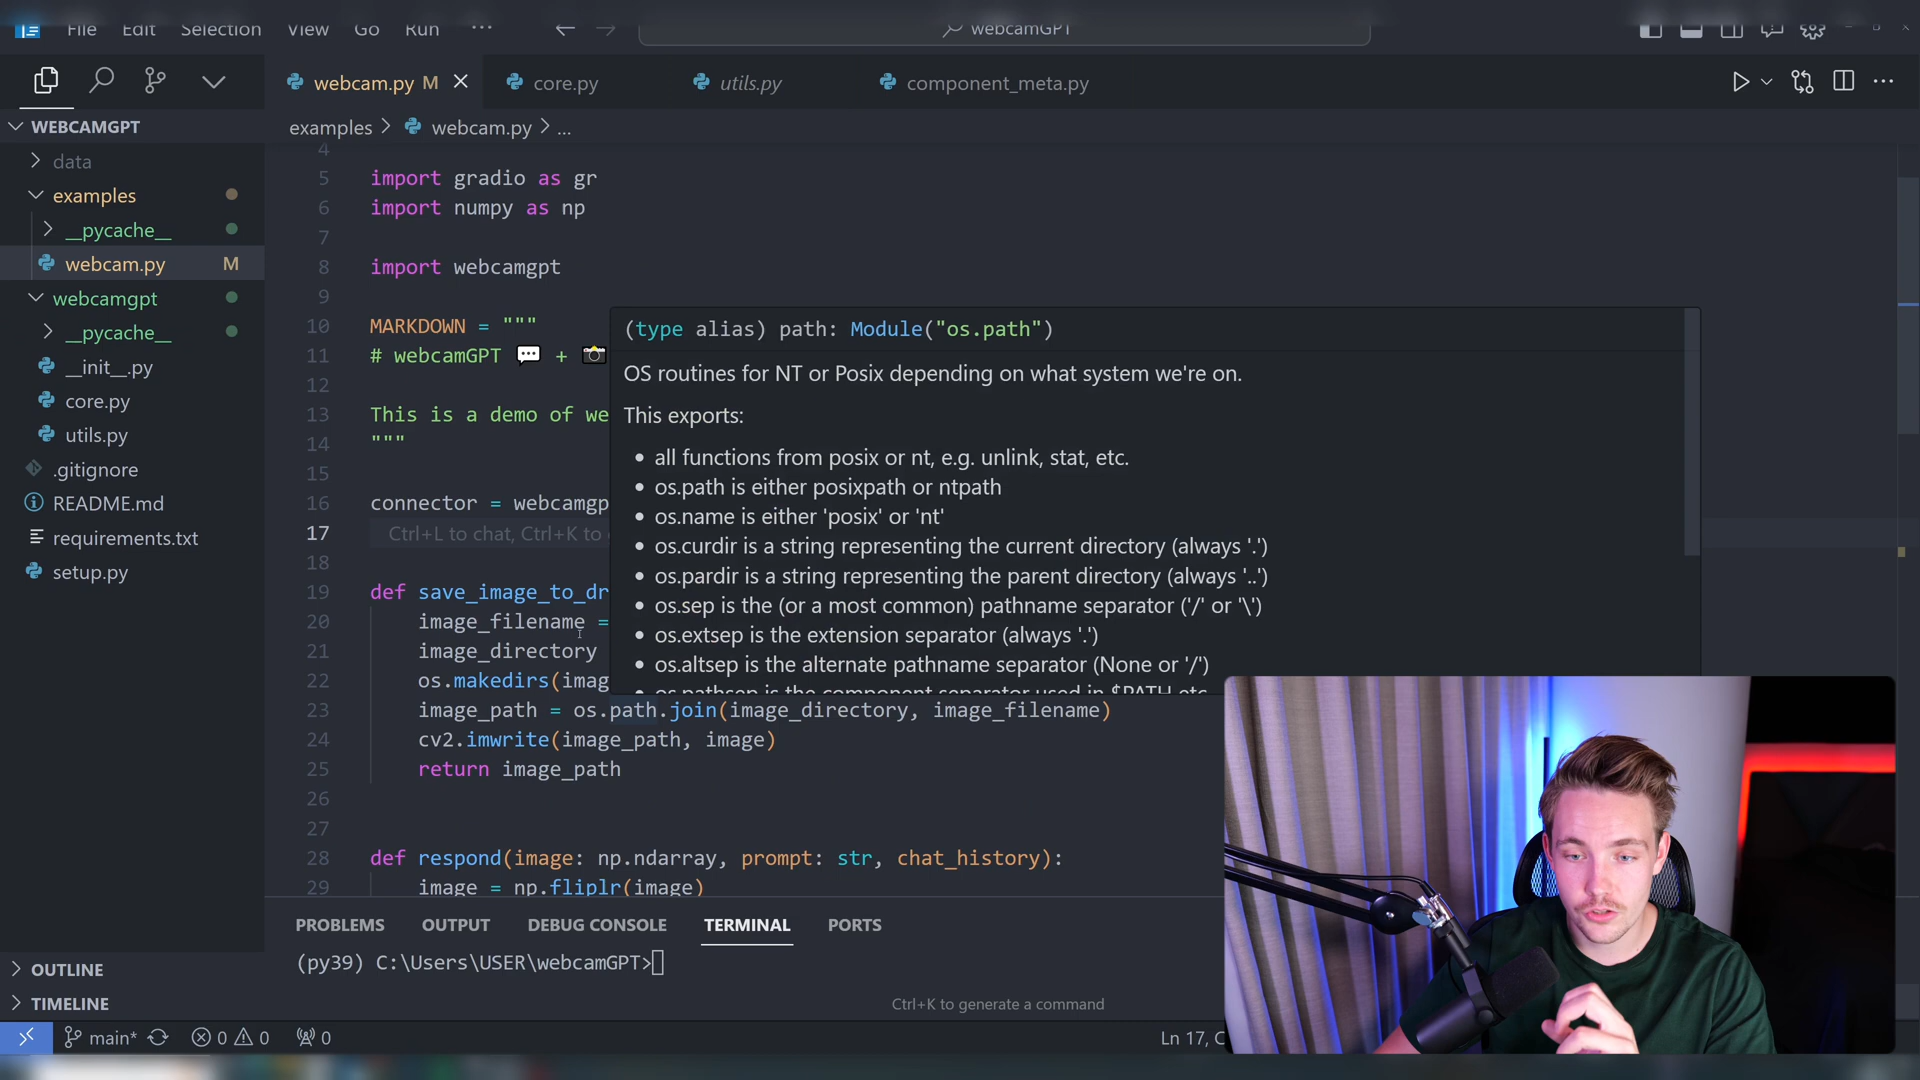 File Edit Selection View Go Run ...
webcamGPT
webcam.py M
core.py
utils.py
component_meta.py
WEBCAMGPT
data
examples
__pycache__
webcam.py M
webcamgpt
__pycache__
__init__.py
core.py
utils.py
.gitignore
README.md
requirements.txt
setup.py
OUTLINE
TIMELINE
examples > webcam.py > ...
4
5 import gradio as gr
6 import numpy as np
7
8 import webcamgpt
9
10 MARKDOWN = """
11 # webcamGPT 💬 + 📸
12
13 This is a demo of we
14 """
15
16 connector = webcamgp
17 Ctrl+L to chat, Ctrl+K to
18
19 def save_image_to_dr
20 image_filename =
21 image_directory
22 os.makedirs(imag
23 image_path = os.path.join(image_directory, image_filename)
24 cv2.imwrite(image_path, image)
25 return image_path
26
27
28 def respond(image: np.ndarray, prompt: str, chat_history):
29 image = np.fliplr(image)
(type alias) path: Module("os.path")
OS routines for NT or Posix depending on what system we're on.
This exports:
• all functions from posix or nt, e.g. unlink, stat, etc.
• os.path is either posixpath or ntpath
• os.name is either 'posix' or 'nt'
• os.curdir is a string representing the current directory (always '.')
• os.pardir is a string representing the parent directory (always '..')
• os.sep is the (or a most common) pathname separator ('/' or '\')
• os.extsep is the extension separator (always '.')
• os.altsep is the alternate pathname separator (None or '/')
• os.pathsep is the component separator used in $PATH etc
PROBLEMS OUTPUT DEBUG CONSOLE TERMINAL PORTS
(py39) C:\Users\USER\webcamGPT>
Ctrl+K to generate a command
main* 0 0 0
Ln 17, C